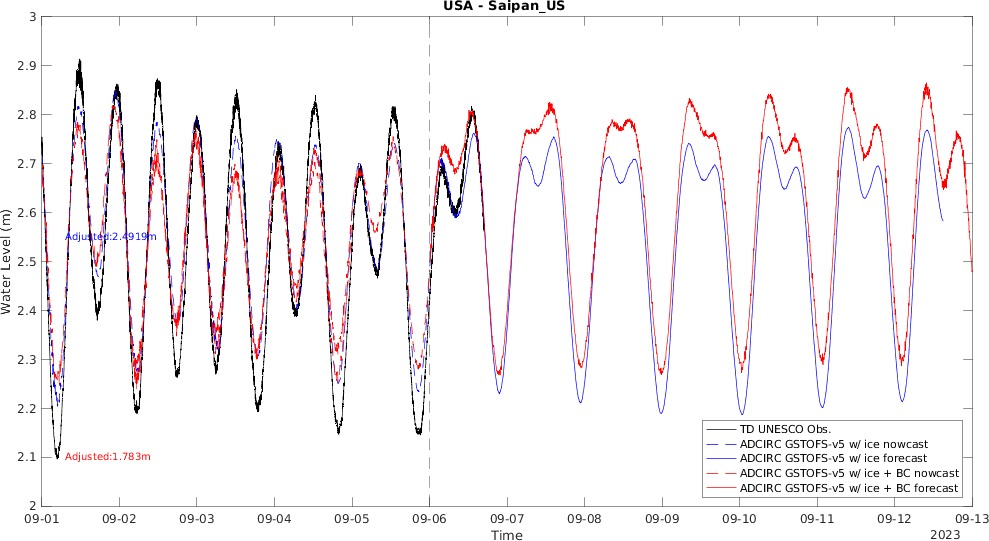 USA - Saipan_US
3
2.9
2.8
2.7
2.6
2.5
2.4
2.3
2.2
2.1
2
Water Level (m)
Adjusted:2.4919m
Adjusted:1.783m
TD UNESCO Obs.
ADCIRC GSTOFS-v5 w/ ice nowcast
ADCIRC GSTOFS-v5 w/ ice forecast
ADCIRC GSTOFS-v5 w/ ice + BC nowcast
ADCIRC GSTOFS-v5 w/ ice + BC forecast
09-01 09-02 09-03 09-04 09-05 09-06 09-07 09-08 09-09 09-10 09-11 09-12 09-13
Time
2023